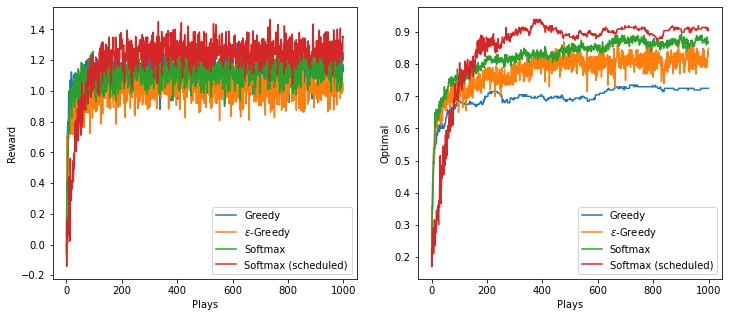 1.4
1.2
1.0
0.8
0.6
0.4
0.2
0.0
−0.2
Reward
0 200 400 600 800 1000
Plays
Greedy
ε-Greedy
Softmax
Softmax (scheduled)
0.9
0.8
0.7
0.6
0.5
0.4
0.3
0.2
Optimal
0 200 400 600 800 1000
Plays
Greedy
ε-Greedy
Softmax
Softmax (scheduled)